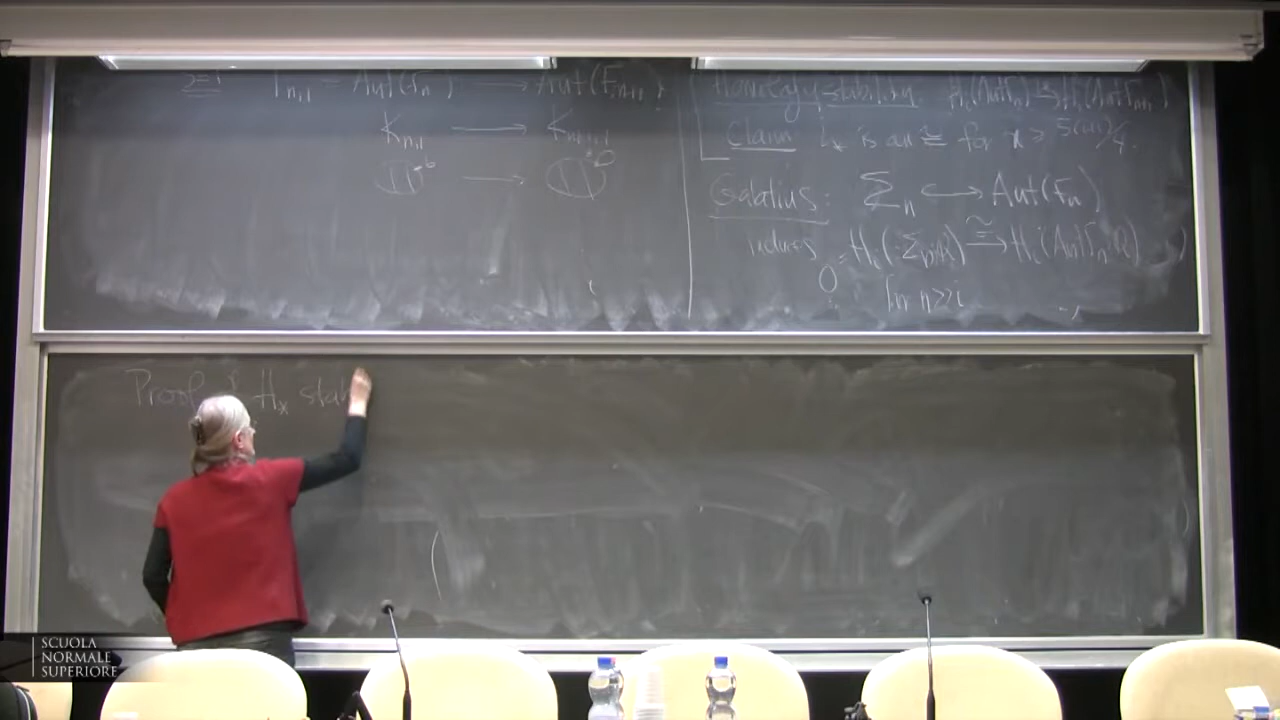 s=1 Γn,1 = Aut(Fn) → Aut(Fn+1)
Kn,1 → Kn+1,1
Homology stability. Hi(AutFn) → Hi(AutFn+1)
Claim is an ≅ for n ≥ 5(i+1)/4.
Galatius: Σn ↪ Aut(Fn)
induces Hi(Σn;Q) ≅→ Hi(AutFn;Q)
0
for n>>i
Proof of H* stab
SCUOLA
NORMALE
SUPERIORE